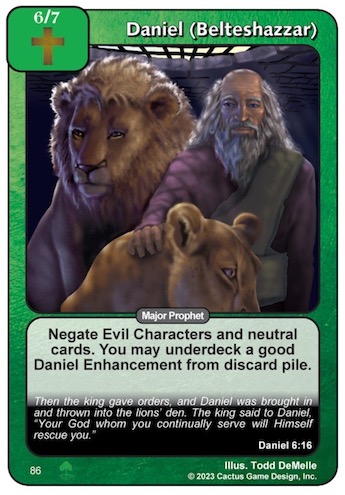 6/7
Daniel (Belteshazzar)
Major Prophet
Negate Evil Characters and neutral
cards. You may underdeck a good
Daniel Enhancement from discard pile.
Then the king gave orders, and Daniel was brought in
and thrown into the lions' den. The king said to Daniel,
"Your God whom you continually serve will Himself
rescue you."
Daniel 6:16
Illus. Todd DeMelle
86
© 2023 Cactus Game Design, Inc.